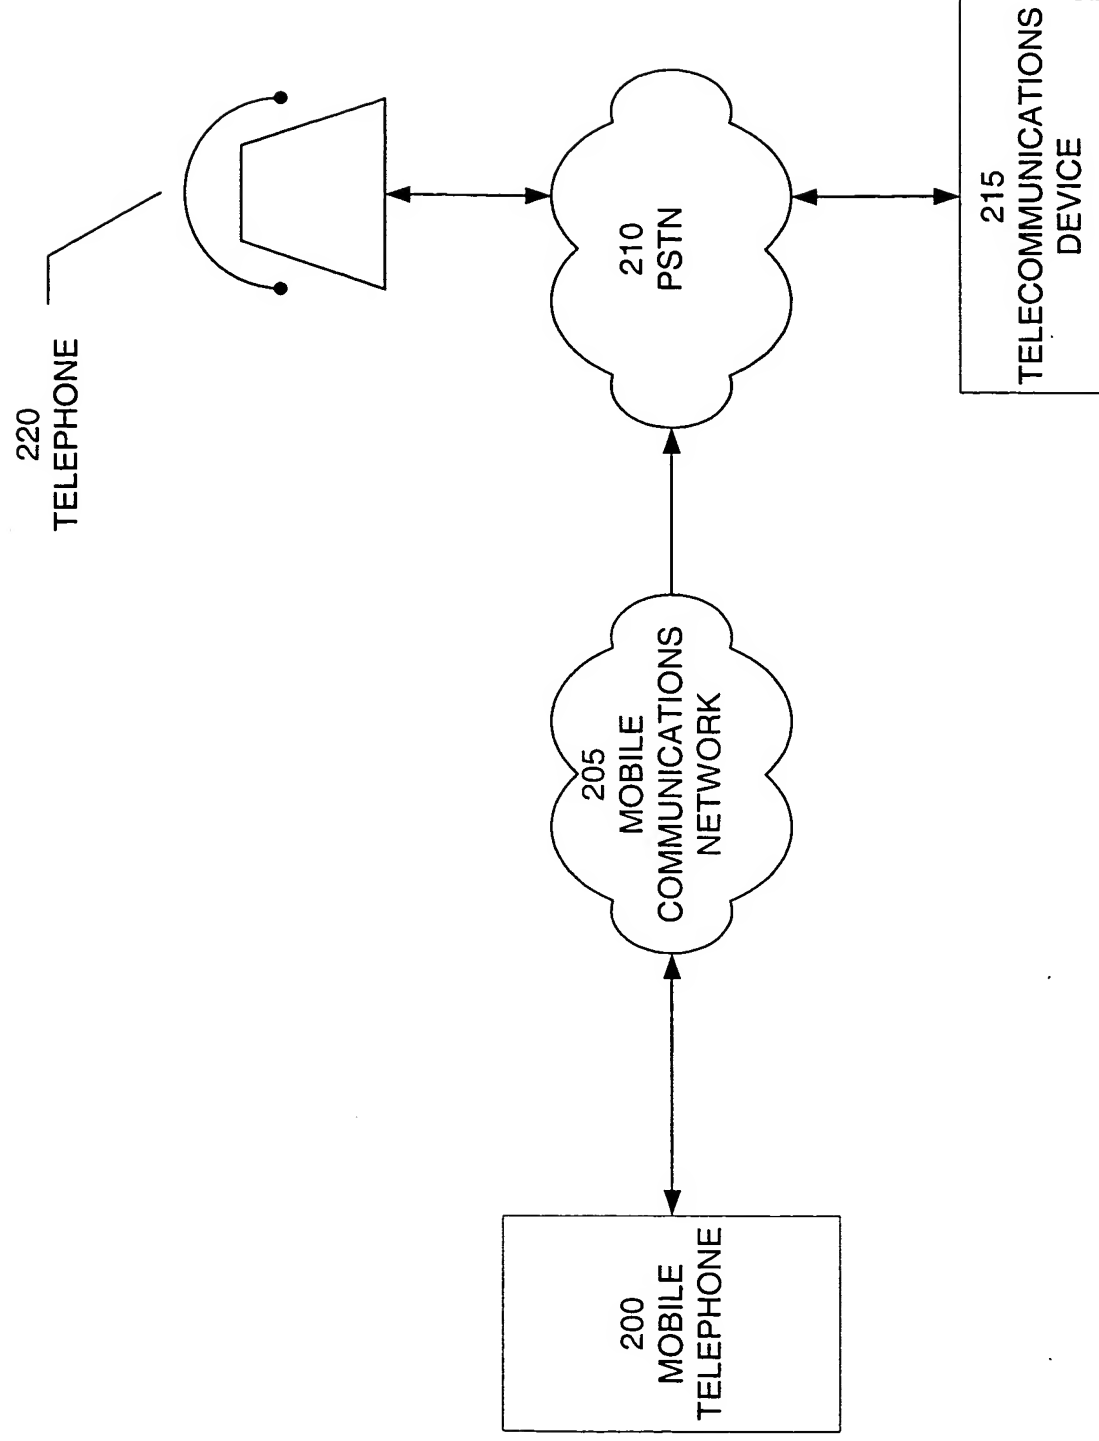 220
TELEPHONE
210
PSTN
215
TELECOMMUNICATIONS
DEVICE
205
MOBILE
COMMUNICATIONS
NETWORK
200
MOBILE
TELEPHONE